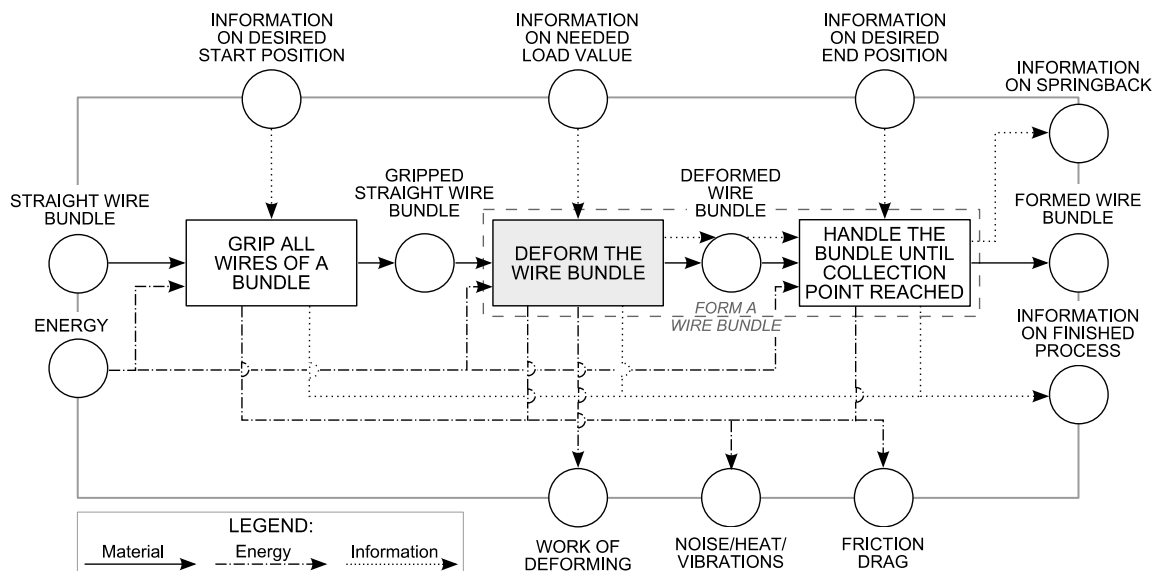 INFORMATION
ON DESIRED
START POSITION
INFORMATION
ON NEEDED
LOAD VALUE
INFORMATION
ON DESIRED
END POSITION
INFORMATION
ON SPRINGBACK
STRAIGHT WIRE
BUNDLE
GRIPPED
STRAIGHT WIRE
BUNDLE
DEFORMED
WIRE
BUNDLE
FORMED WIRE
BUNDLE
GRIP ALL
WIRES OF A
BUNDLE
DEFORM THE
WIRE BUNDLE
HANDLE THE
BUNDLE UNTIL
COLLECTION
POINT REACHED
FORM A
WIRE BUNDLE
ENERGY
INFORMATION
ON FINISHED
PROCESS
LEGEND:
Material
Energy
Information
WORK OF
DEFORMING
NOISE/HEAT/
VIBRATIONS
FRICTION
DRAG